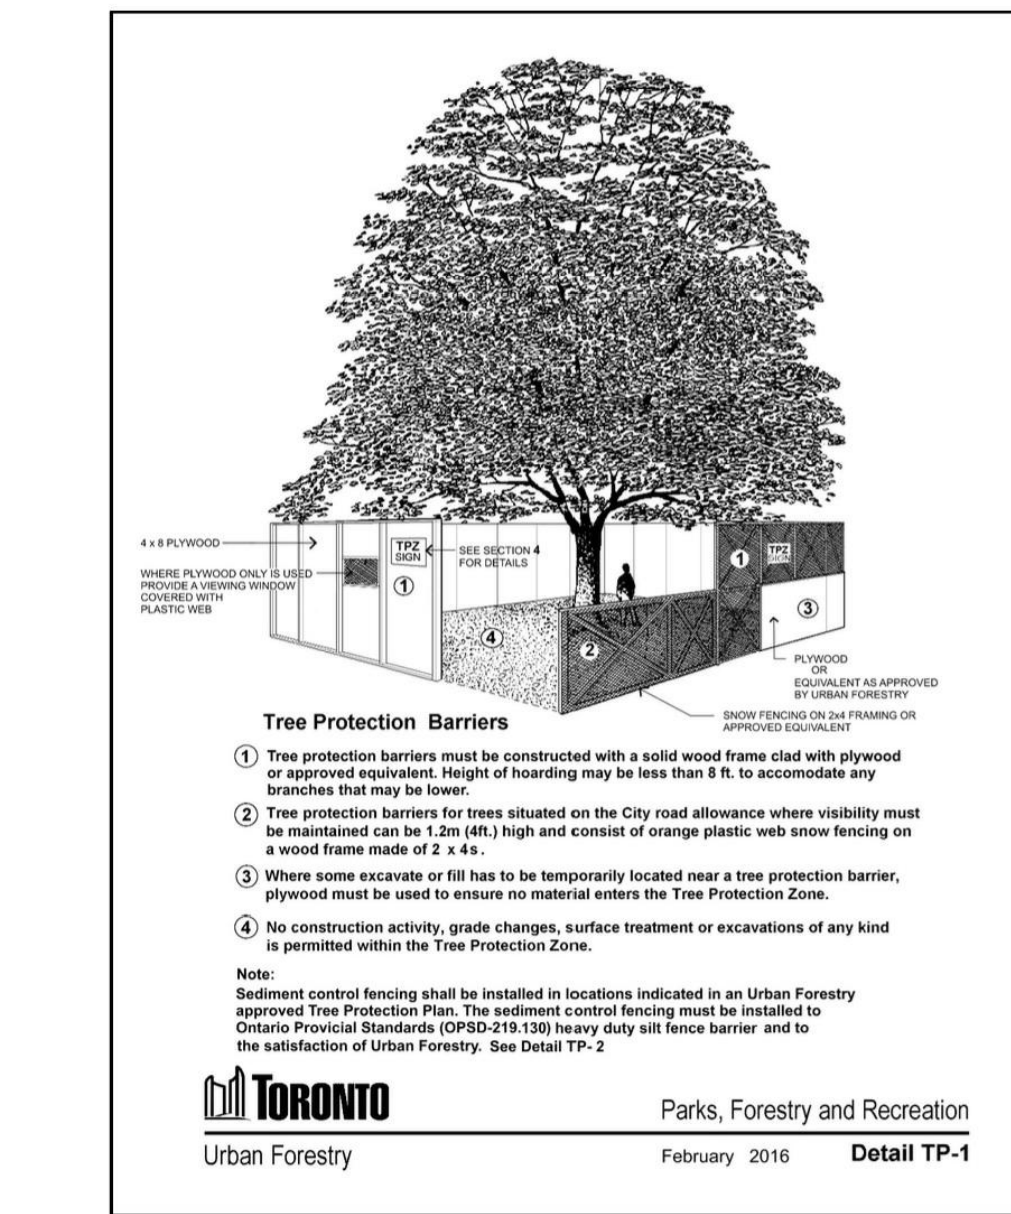 4 x 8 PLYWOOD
WHERE PLYWOOD ONLY IS USED
PROVIDE A VIEWING WINDOW
COVERED WITH
PLASTIC WEB
TPZ
SIGN
1
SEE SECTION 4
FOR DETAILS
4
2
1
TPZ
SIGN
3
PLYWOOD
OR
EQUIVALENT AS APPROVED
BY URBAN FORESTRY
SNOW FENCING ON 2x4 FRAMING OR
APPROVED EQUIVALENT
Tree Protection Barriers
1 Tree protection barriers must be constructed with a solid wood frame clad with plywood
or approved equivalent. Height of hoarding may be less than 8 ft. to accomodate any
branches that may be lower.
2 Tree protection barriers for trees situated on the City road allowance where visibility must
be maintained can be 1.2m (4ft.) high and consist of orange plastic web snow fencing on
a wood frame made of 2 x 4s.
3 Where some excavate or fill has to be temporarily located near a tree protection barrier,
plywood must be used to ensure no material enters the Tree Protection Zone.
4 No construction activity, grade changes, surface treatment or excavations of any kind
is permitted within the Tree Protection Zone.
Note:
Sediment control fencing shall be installed in locations indicated in an Urban Forestry
approved Tree Protection Plan. The sediment control fencing must be installed to
Ontario Provicial Standards (OPSD-219.130) heavy duty silt fence barrier and to
the satisfaction of Urban Forestry. See Detail TP- 2
TORONTO
Parks, Forestry and Recreation
Urban Forestry
February 2016
Detail TP-1